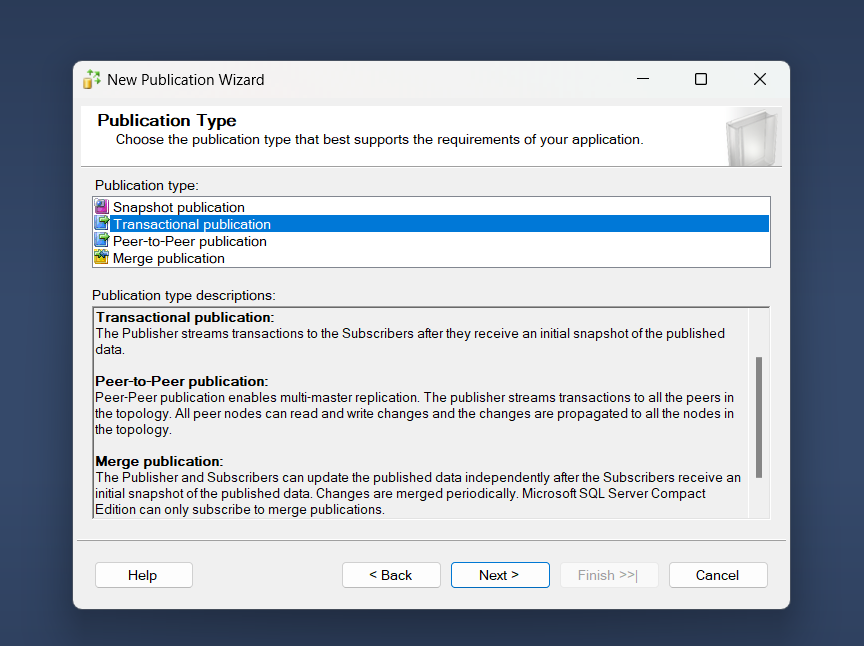 New Publication Wizard
Publication Type
Choose the publication type that best supports the requirements of your application.
Publication type:
Snapshot publication
Transactional publication
Peer-to-Peer publication
Merge publication
Publication type descriptions:
Transactional publication:
The Publisher streams transactions to the Subscribers after they receive an initial snapshot of the published
data.
Peer-to-Peer publication:
Peer-Peer publication enables multi-master replication. The publisher streams transactions to all the peers in
the topology. All peer nodes can read and write changes and the changes are propagated to all the nodes in
the topology.
Merge publication:
The Publisher and Subscribers can update the published data independently after the Subscribers receive an
initial snapshot of the published data. Changes are merged periodically. Microsoft SQL Server Compact
Edition can only subscribe to merge publications.
Help
< Back
Next >
Finish >>|
Cancel